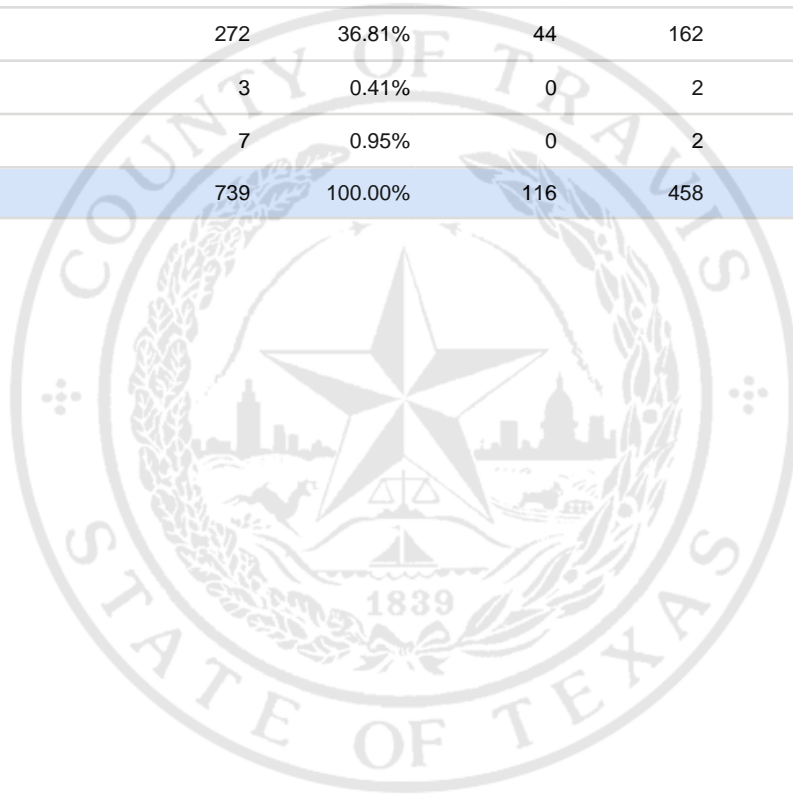 272 36.81% 44 162
3 0.41% 0 2
7 0.95% 0 2
739 100.00% 116 458
COUNTY OF TRAVIS
1839
STATE OF TEXAS